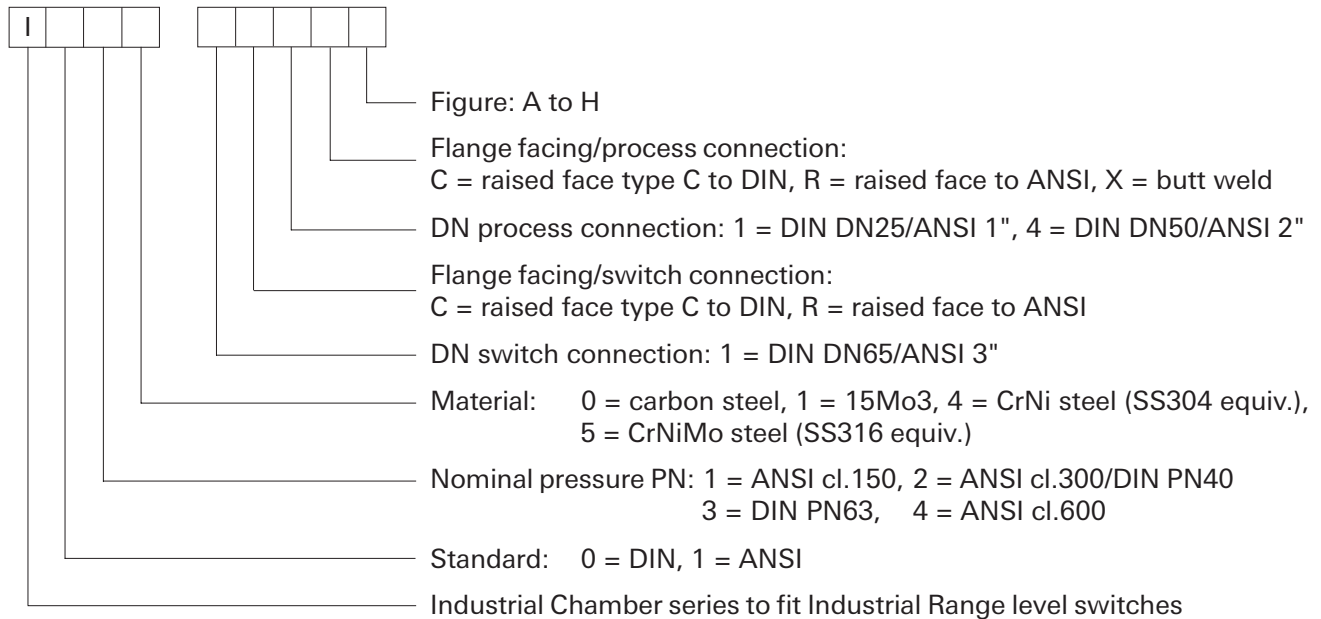 I
Figure: A to H
Flange facing/process connection:
C = raised face type C to DIN, R = raised face to ANSI, X = butt weld
DN process connection: 1 = DIN DN25/ANSI 1", 4 = DIN DN50/ANSI 2"
Flange facing/switch connection:
C = raised face type C to DIN, R = raised face to ANSI
DN switch connection: 1 = DIN DN65/ANSI 3"
Material: 0 = carbon steel, 1 = 15Mo3, 4 = CrNi steel (SS304 equiv.),
5 = CrNiMo steel (SS316 equiv.)
Nominal pressure PN: 1 = ANSI cl.150, 2 = ANSI cl.300/DIN PN40
3 = DIN PN63, 4 = ANSI cl.600
Standard: 0 = DIN, 1 = ANSI
Industrial Chamber series to fit Industrial Range level switches